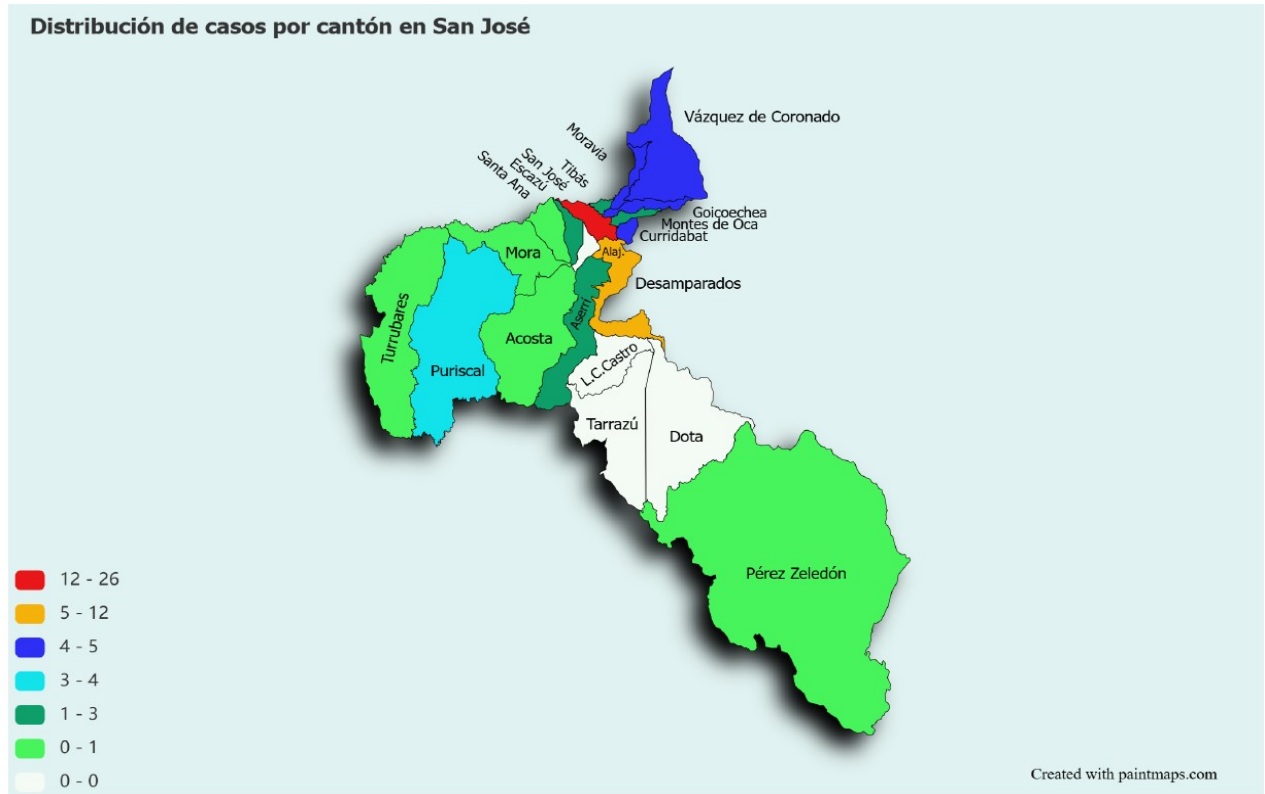 Distribución de casos por cantón en San José
Vázquez de Coronado
Moravia
Tibás
San José
Escazú
Santa Ana
Goicoechea
Montes de Oca
Curridabat
Alaj.
Mora
Desamparados
Aserrí
Turrubares
Acosta
Puriscal
L.C.Castro
Tarrazú
Dota
Pérez Zeledón
12 - 26
5 - 12
4 - 5
3 - 4
1 - 3
0 - 1
0 - 0
Created with paintmaps.com